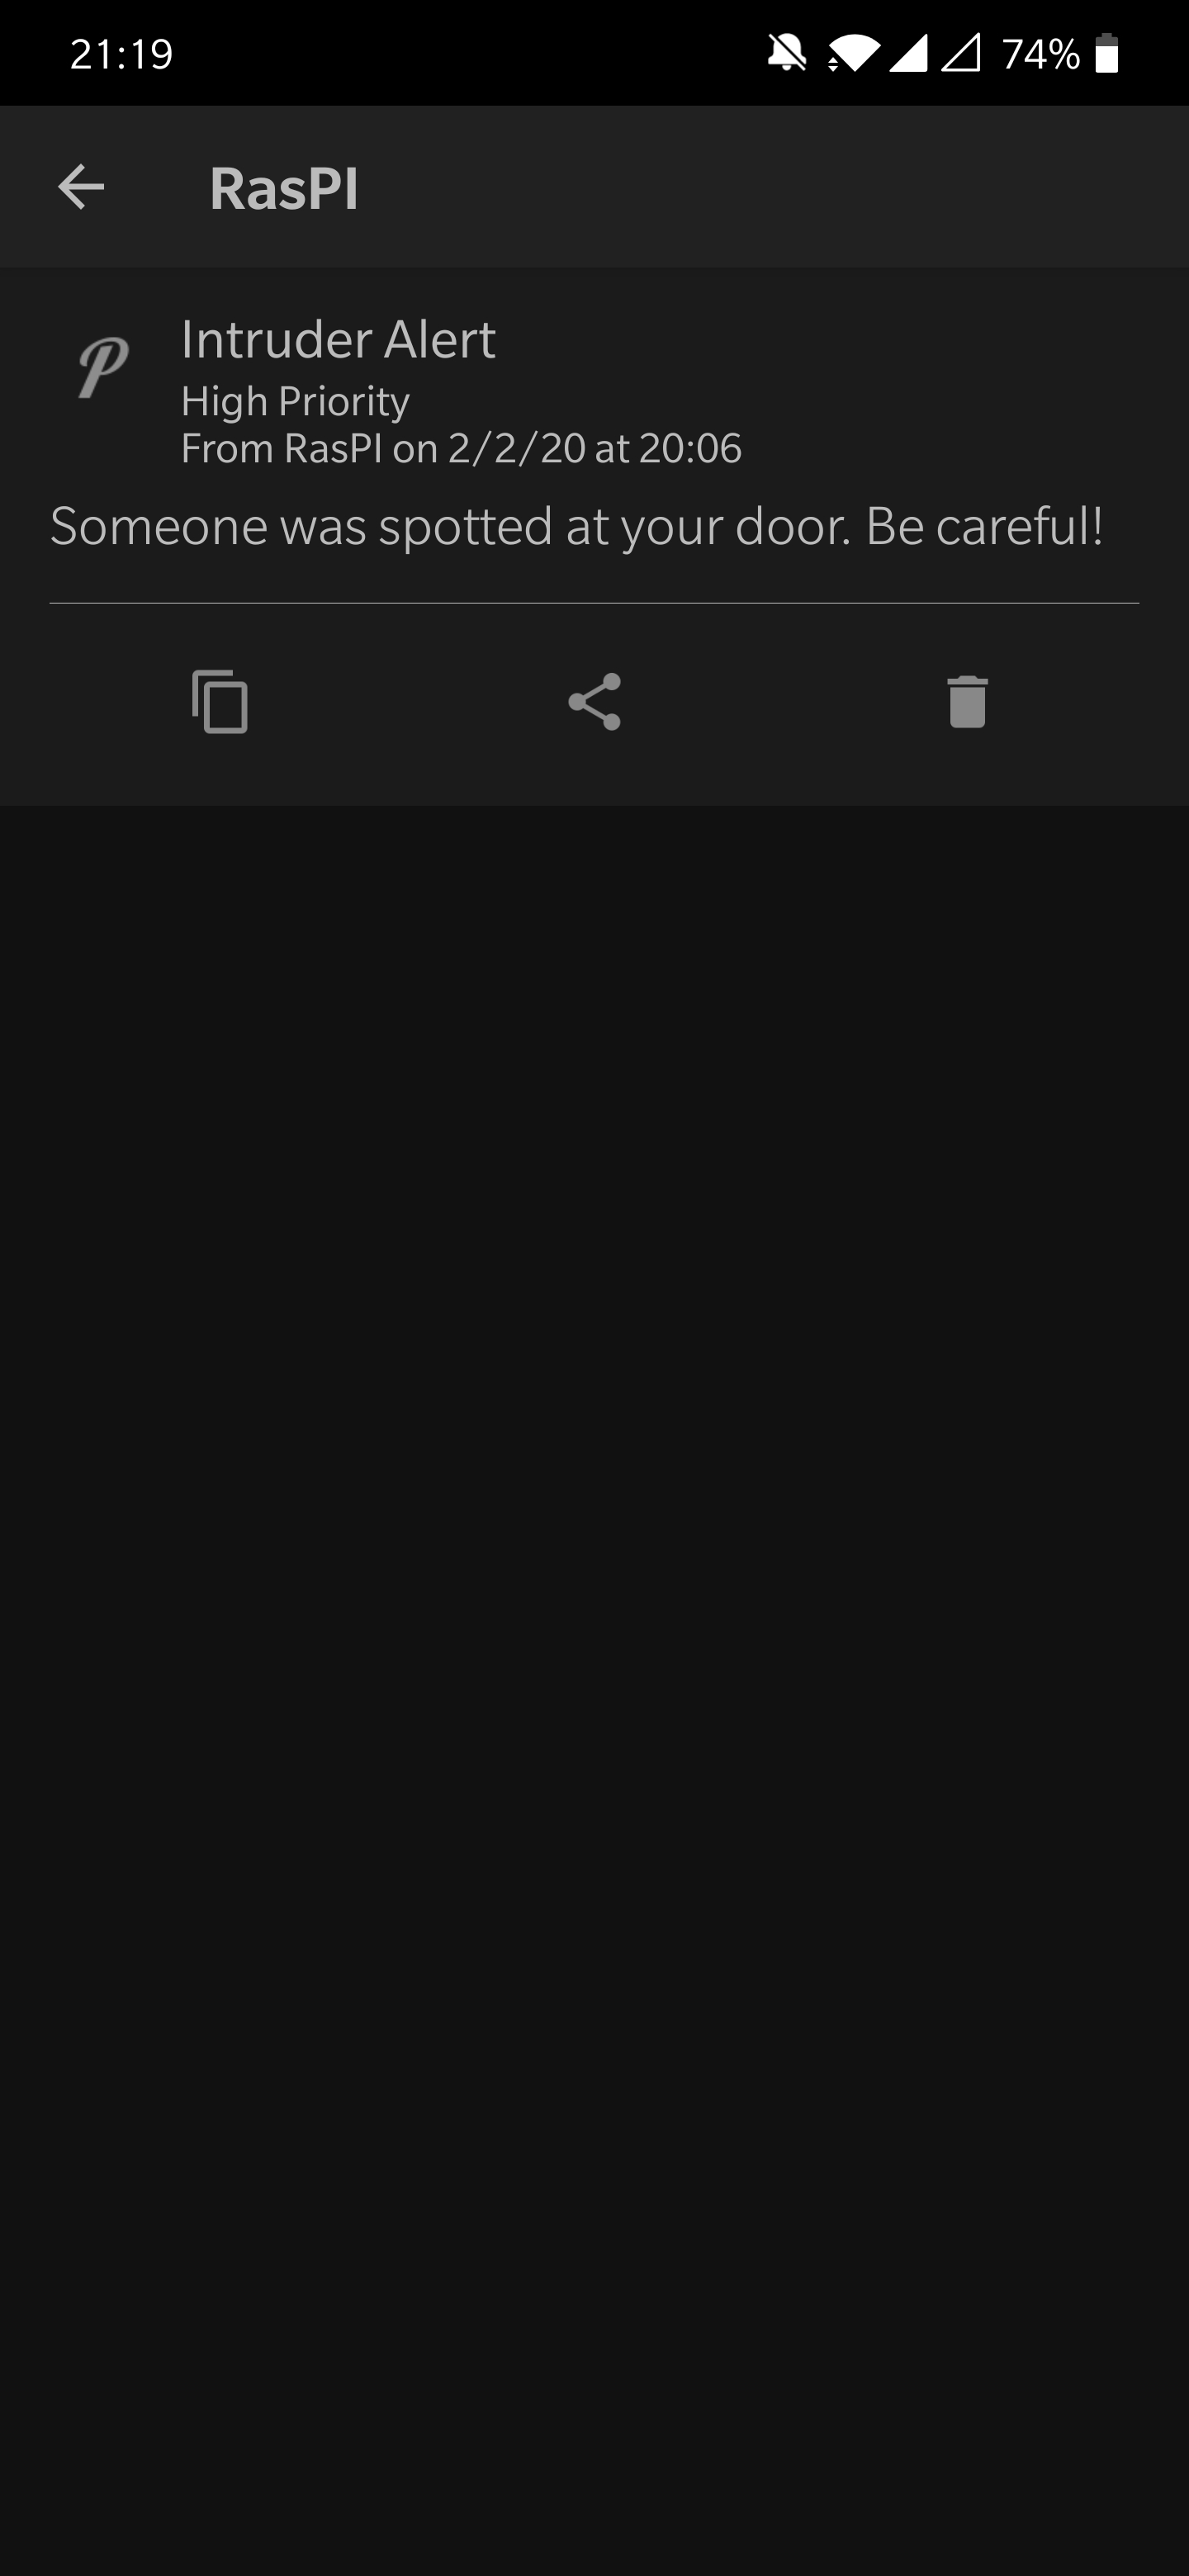 21:19 74%
RasPI
P
Intruder Alert
High Priority
From RasPI on 2/2/20 at 20:06
Someone was spotted at your door. Be careful!